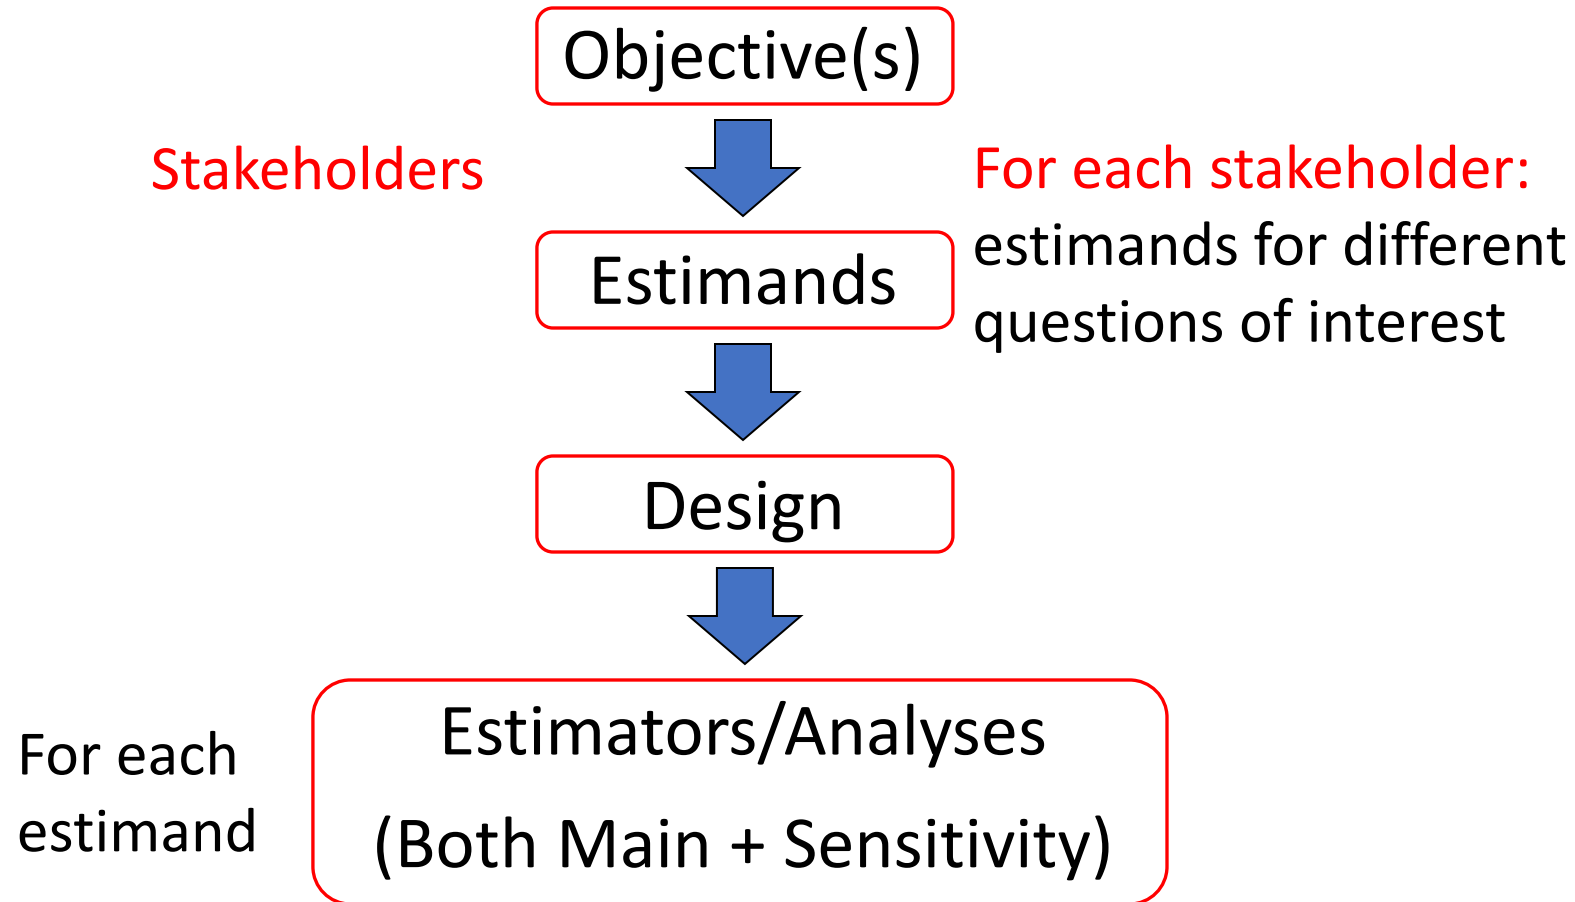 Objective(s)
Stakeholders
For each stakeholder:
estimands for different
questions of interest
Estimands
Design
For each
estimand
Estimators/Analyses
(Both Main + Sensitivity)